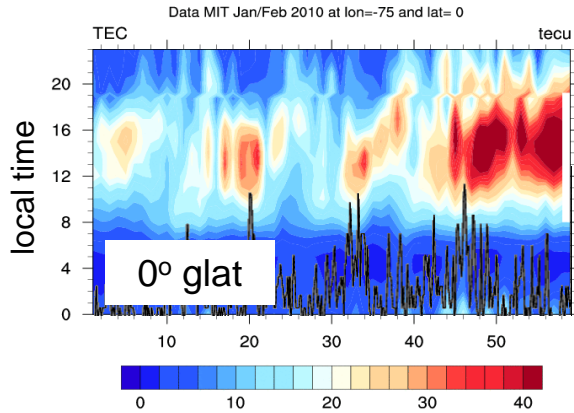 Data MIT Jan/Feb 2010 at lon=-75 and lat= 0
TEC tecu
20
16
12
8
4
0
local time
0º glat
10 20 30 40 50
0 10 20 30 40